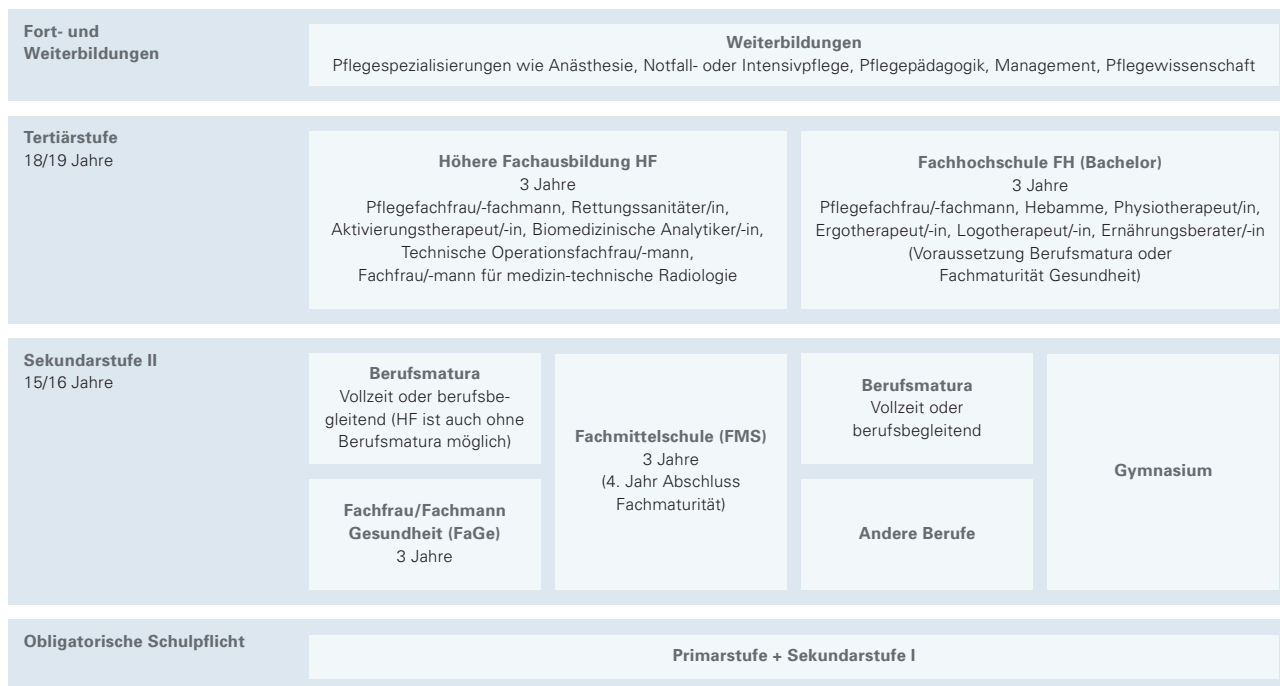 Fort- und
Weiterbildungen
Weiterbildungen
Pflegespezialisierungen wie Anästhesie, Notfall- oder Intensivpflege, Pflegepädagogik, Management, Pflegewissenschaft
Tertiärstufe
18/19 Jahre
Höhere Fachausbildung HF
3 Jahre
Pflegefachfrau/-fachmann, Rettungssanitäter/in,
Aktivierungstherapeut/-in, Biomedizinische Analytiker/-in,
Technische Operationsfachfrau/-mann,
Fachfrau/-mann für medizin-technische Radiologie
Fachhochschule FH (Bachelor)
3 Jahre
Pflegefachfrau/-fachmann, Hebamme, Physiotherapeut/in,
Ergotherapeut/-in, Logotherapeut/-in, Ernährungsberater/-in
(Voraussetzung Berufsmatura oder
Fachmaturität Gesundheit)
Sekundarstufe II
15/16 Jahre
Berufsmatura
Vollzeit oder berufsbe-
gleitend (HF ist auch ohne
Berufsmatura möglich)
Fachfrau/Fachmann
Gesundheit (FaGe)
3 Jahre
Fachmittelschule (FMS)
3 Jahre
(4. Jahr Abschluss
Fachmaturität)
Berufsmatura
Vollzeit oder
berufsbegleitend
Andere Berufe
Gymnasium
Obligatorische Schulpflicht
Primarstufe + Sekundarstufe I